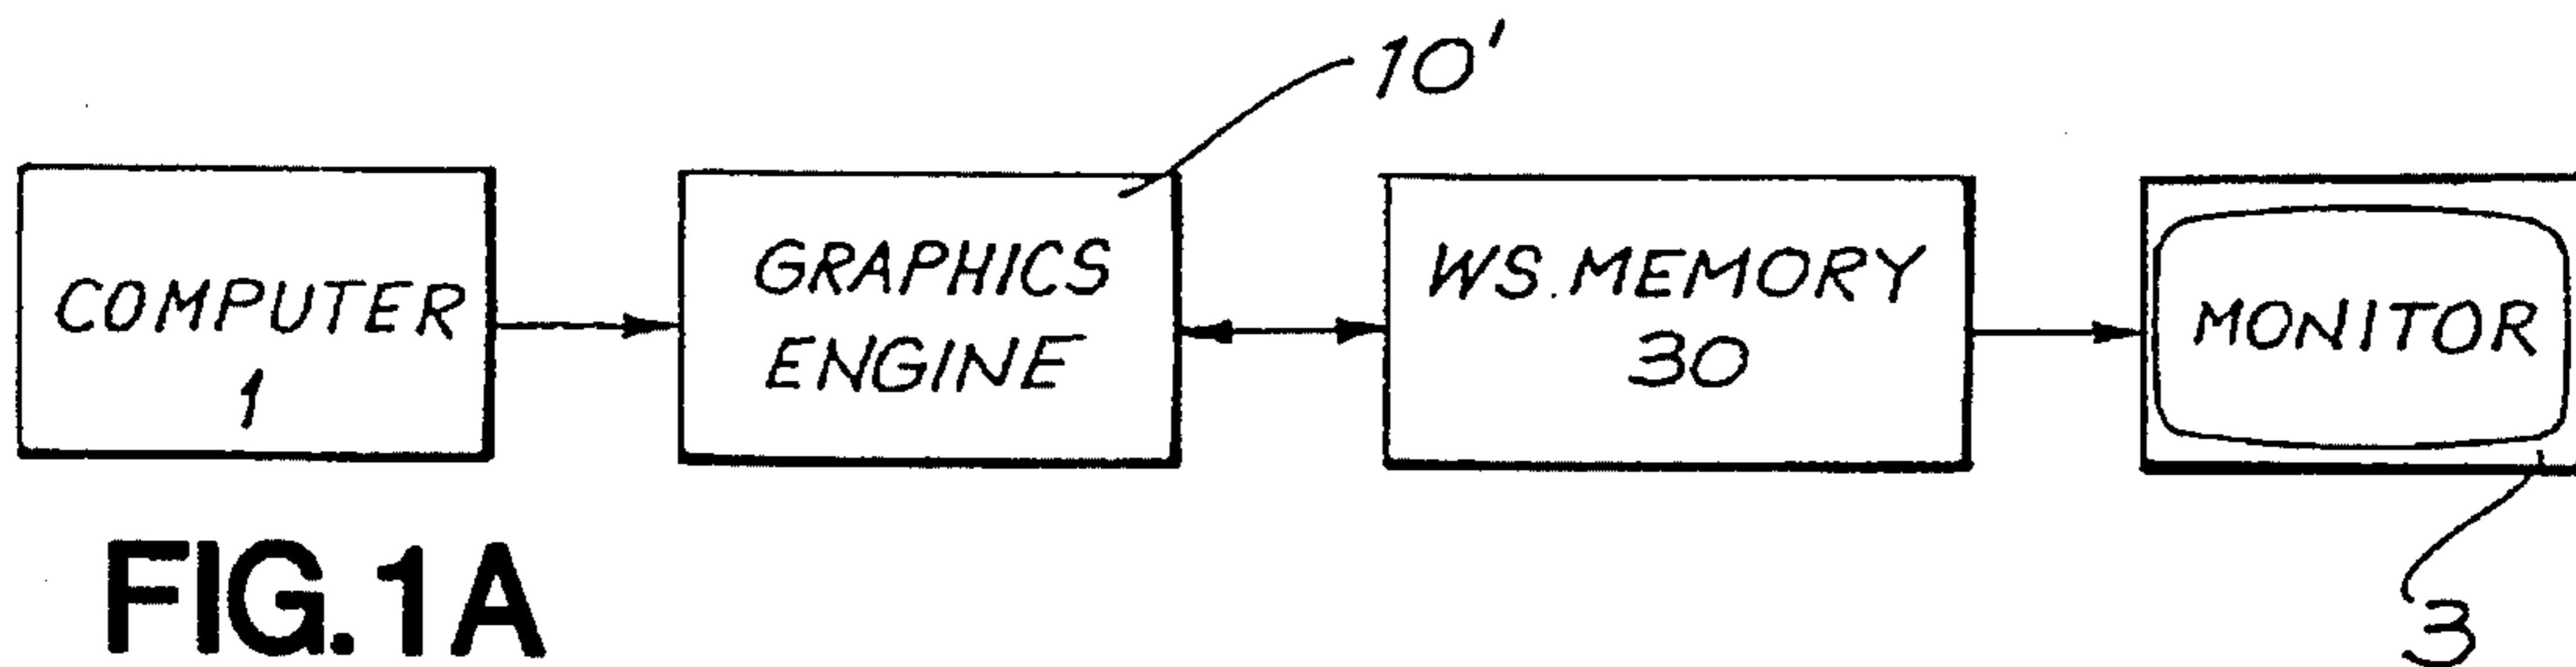 10'
COMPUTER
1
GRAPHICS
ENGINE
WS. MEMORY
30
MONITOR
3
FIG. 1A